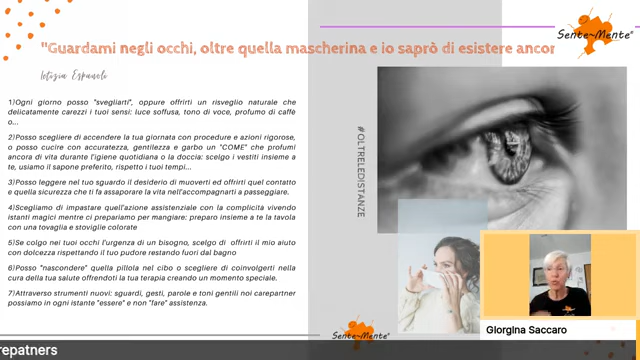 Sente~Mente®
"Guardami negli occhi, oltre quella mascherina e io saprò di esistere ancor
Letizia Espanoli
1)Ogni giorno posso "svegliarti", oppure offrirti un risveglio naturale che
delicatamente carezzi i tuoi sensi: luce soffusa, tono di voce, profumo di caffè
o...
2)Posso scegliere di accendere la tua giornata con procedure e azioni rigorose,
o posso cucire con accuratezza, gentilezza e garbo un "COME" che profumi
ancora di vita durante l'igiene quotidiana o la doccia: scelgo i vestiti insieme a
te, usiamo il sapone preferito, rispetto i tuoi tempi...
3)Posso leggere nel tuo sguardo il desiderio di muoverti ed offrirti quel contatto
e quella sicurezza che ti fa assaporare la vita nell'accompagnarti a passeggiare.
4)Scegliamo di impastare quell'azione assistenziale con la complicità vivendo
istanti magici mentre ci prepariamo per mangiare: preparo insieme a te la tavola
con una tovaglia e stoviglie colorate
5)Se colgo nei tuoi occhi l'urgenza di un bisogno, scelgo di offrirti il mio aiuto
con dolcezza rispettando il tuo pudore restando fuori dal bagno
6)Posso "nascondere" quella pillola nel cibo o scegliere di coinvolgerti nella
cura della tua salute offrendoti la tua terapia creando un momento speciale.
7)Attraverso strumenti nuovi: sguardi, gesti, parole e toni gentili noi carepartner
possiamo in ogni istante "essere" e non "fare" assistenza.
#OLTRELEDISTANZE
Sente~Mente®
Giorgina Saccaro
repatners